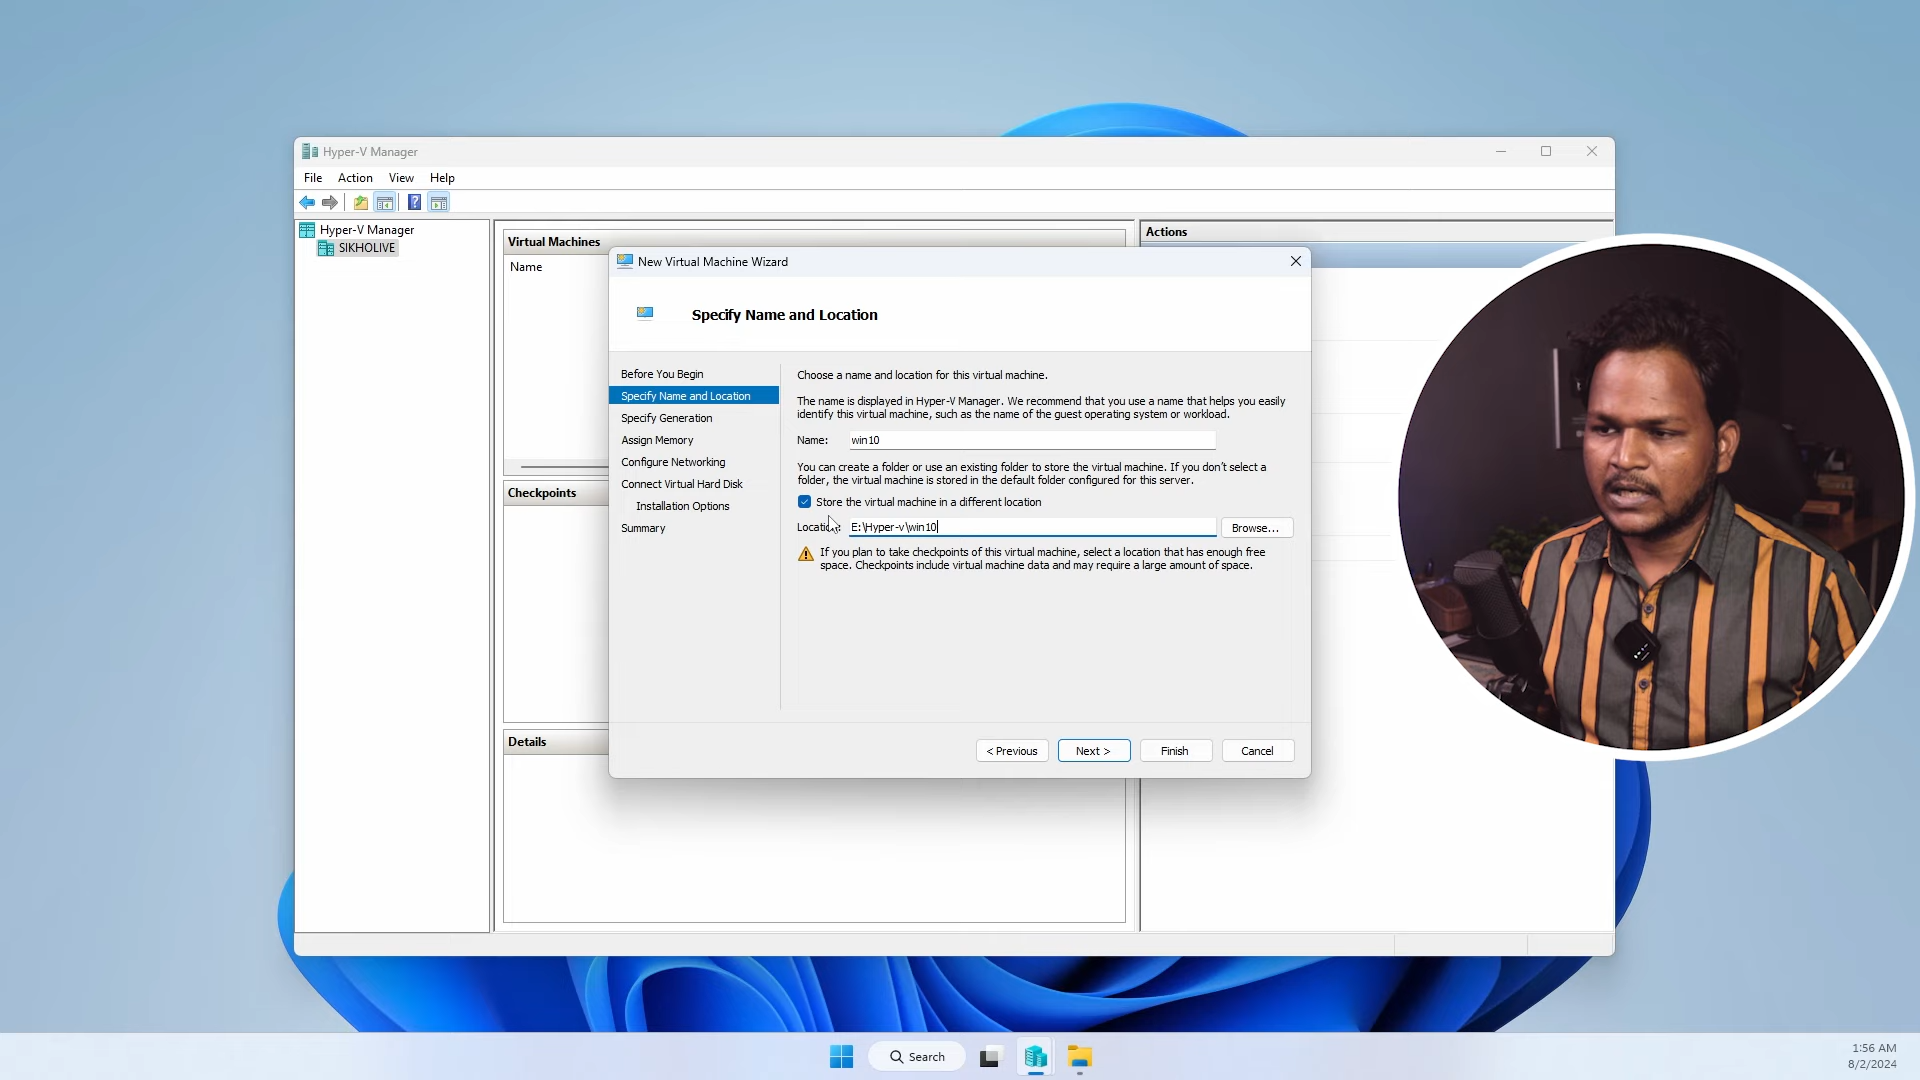 Hyper-V Manager
File Action View Help
Hyper-V Manager
SIKHOLIVE
Virtual Machines
Name
Checkpoints
Details
Actions
New Virtual Machine Wizard
Specify Name and Location
Before You Begin
Specify Name and Location
Specify Generation
Assign Memory
Configure Networking
Connect Virtual Hard Disk
Installation Options
Summary
Choose a name and location for this virtual machine.
The name is displayed in Hyper-V Manager. We recommend that you use a name that helps you easily
identify this virtual machine, such as the name of the guest operating system or workload.
Name: win10
You can create a folder or use an existing folder to store the virtual machine. If you don't select a
folder, the virtual machine is stored in the default folder configured for this server.
Store the virtual machine in a different location
Location: E:\Hyper-v\win10 Browse...
If you plan to take checkpoints of this virtual machine, select a location that has enough free
space. Checkpoints include virtual machine data and may require a large amount of space.
< Previous Next > Finish Cancel
Search
1:56 AM
8/2/2024